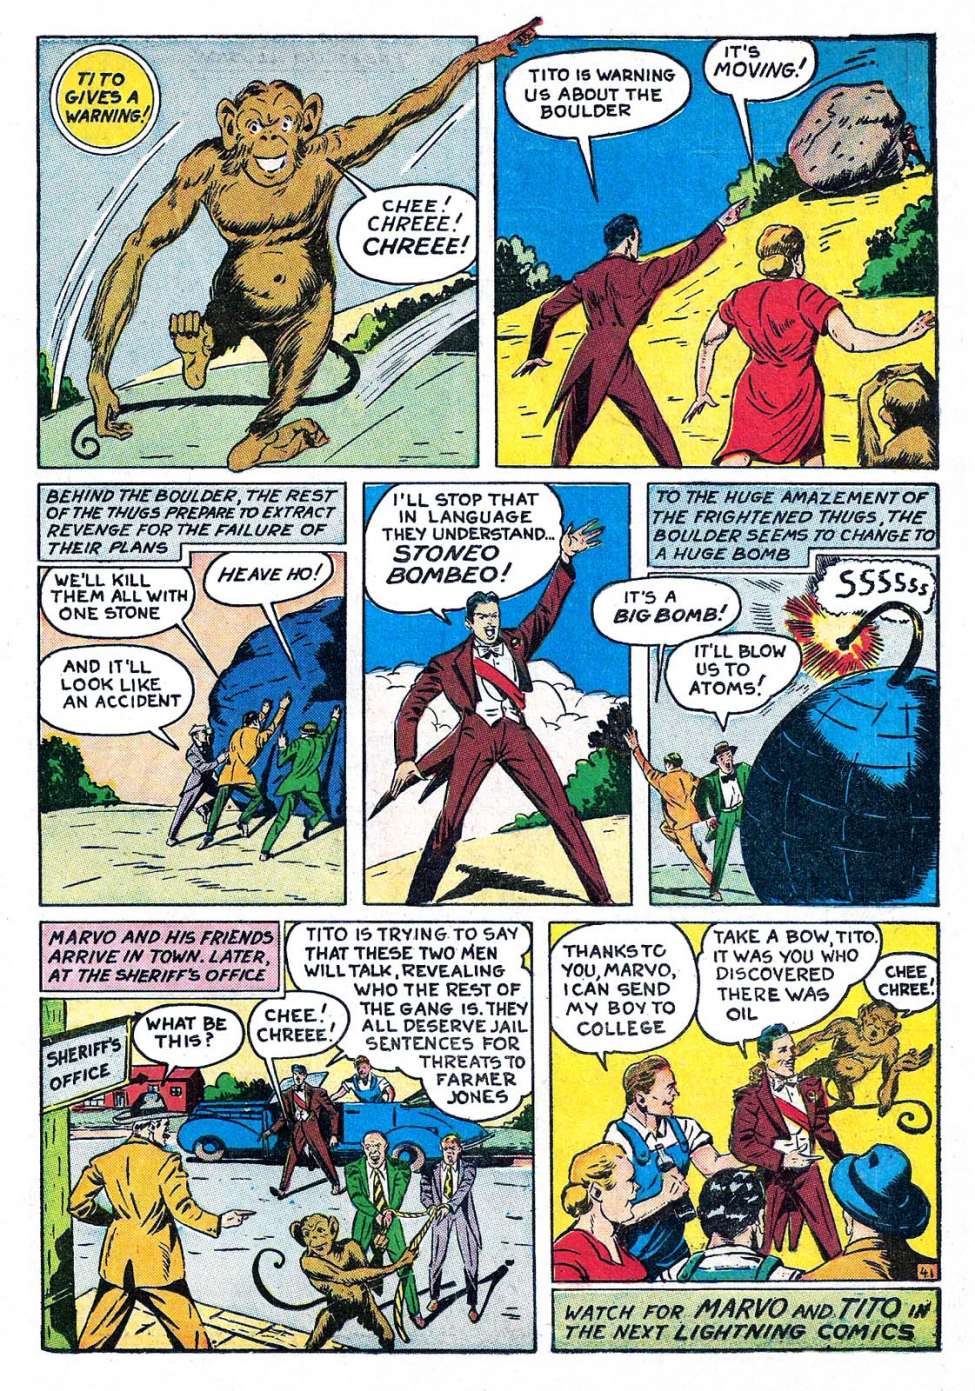 TITO
GIVES A
WARNING!
CHEE!
CHREEE!
CHREEE!
TITO IS WARNING
US ABOUT THE
BOULDER
IT'S
MOVING!
BEHIND THE BOULDER, THE REST
OF THE THUGS PREPARE TO EXTRACT
REVENGE FOR THE FAILURE OF
THEIR PLANS
WE'LL KILL
THEM ALL WITH
ONE STONE
HEAVE HO!
AND IT'LL
LOOK LIKE
AN ACCIDENT
I'LL STOP THAT
IN LANGUAGE
THEY UNDERSTAND...
STONEO
BOMBEO!
TO THE HUGE AMAZEMENT OF
THE FRIGHTENED THUGS, THE
BOULDER SEEMS TO CHANGE TO
A HUGE BOMB
SSSSSss
IT'S A
BIG BOMB!
IT'LL BLOW
US TO
ATOMS!
MARVO AND HIS FRIENDS
ARRIVE IN TOWN. LATER,
AT THE SHERIFF'S OFFICE
SHERIFF'S
OFFICE
WHAT BE
THIS?
CHEE!
CHREEE!
TITO IS TRYING TO SAY
THAT THESE TWO MEN
WILL TALK, REVEALING
WHO THE REST OF
THE GANG IS. THEY
ALL DESERVE JAIL
SENTENCES FOR
THREATS TO
FARMER
JONES
THANKS TO
YOU, MARVO,
I CAN SEND
MY BOY TO
COLLEGE
TAKE A BOW, TITO.
IT WAS YOU WHO
DISCOVERED
THERE WAS
OIL
CHEE
CHREE!
41
WATCH FOR MARVO AND TITO IN
THE NEXT LIGHTNING COMICS